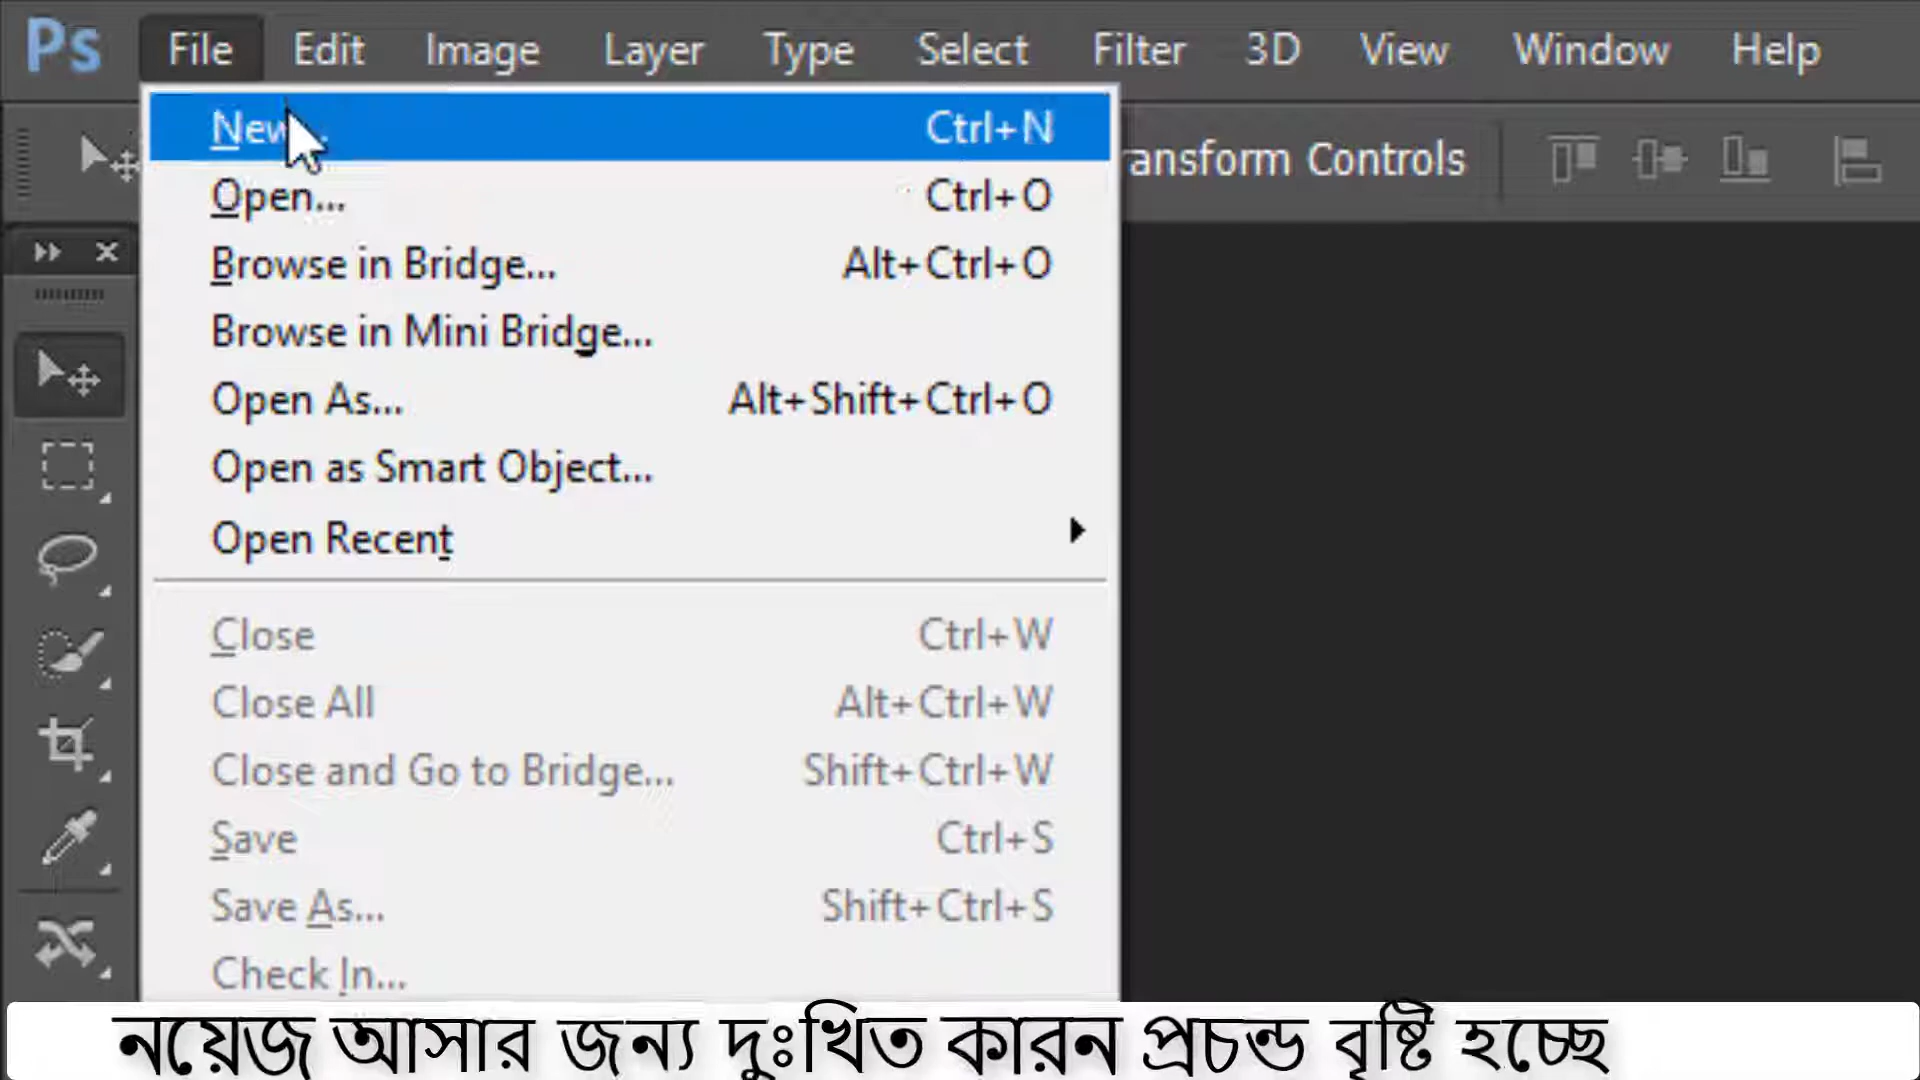 Ps File Edit Image Layer Type Select Filter 3D View Window Help
New... Ctrl+N
ansform Controls
Open... Ctrl+O
Browse in Bridge... Alt+Ctrl+O
Browse in Mini Bridge...
Open As... Alt+Shift+Ctrl+O
Open as Smart Object...
Open Recent
Close Ctrl+W
Close All Alt+Ctrl+W
Close and Go to Bridge... Shift+Ctrl+W
Save Ctrl+S
Save As... Shift+Ctrl+S
Check In...
নয়েজ আসার জন্য দুঃখিত কারন প্রচন্ড বৃষ্টি হচ্ছে